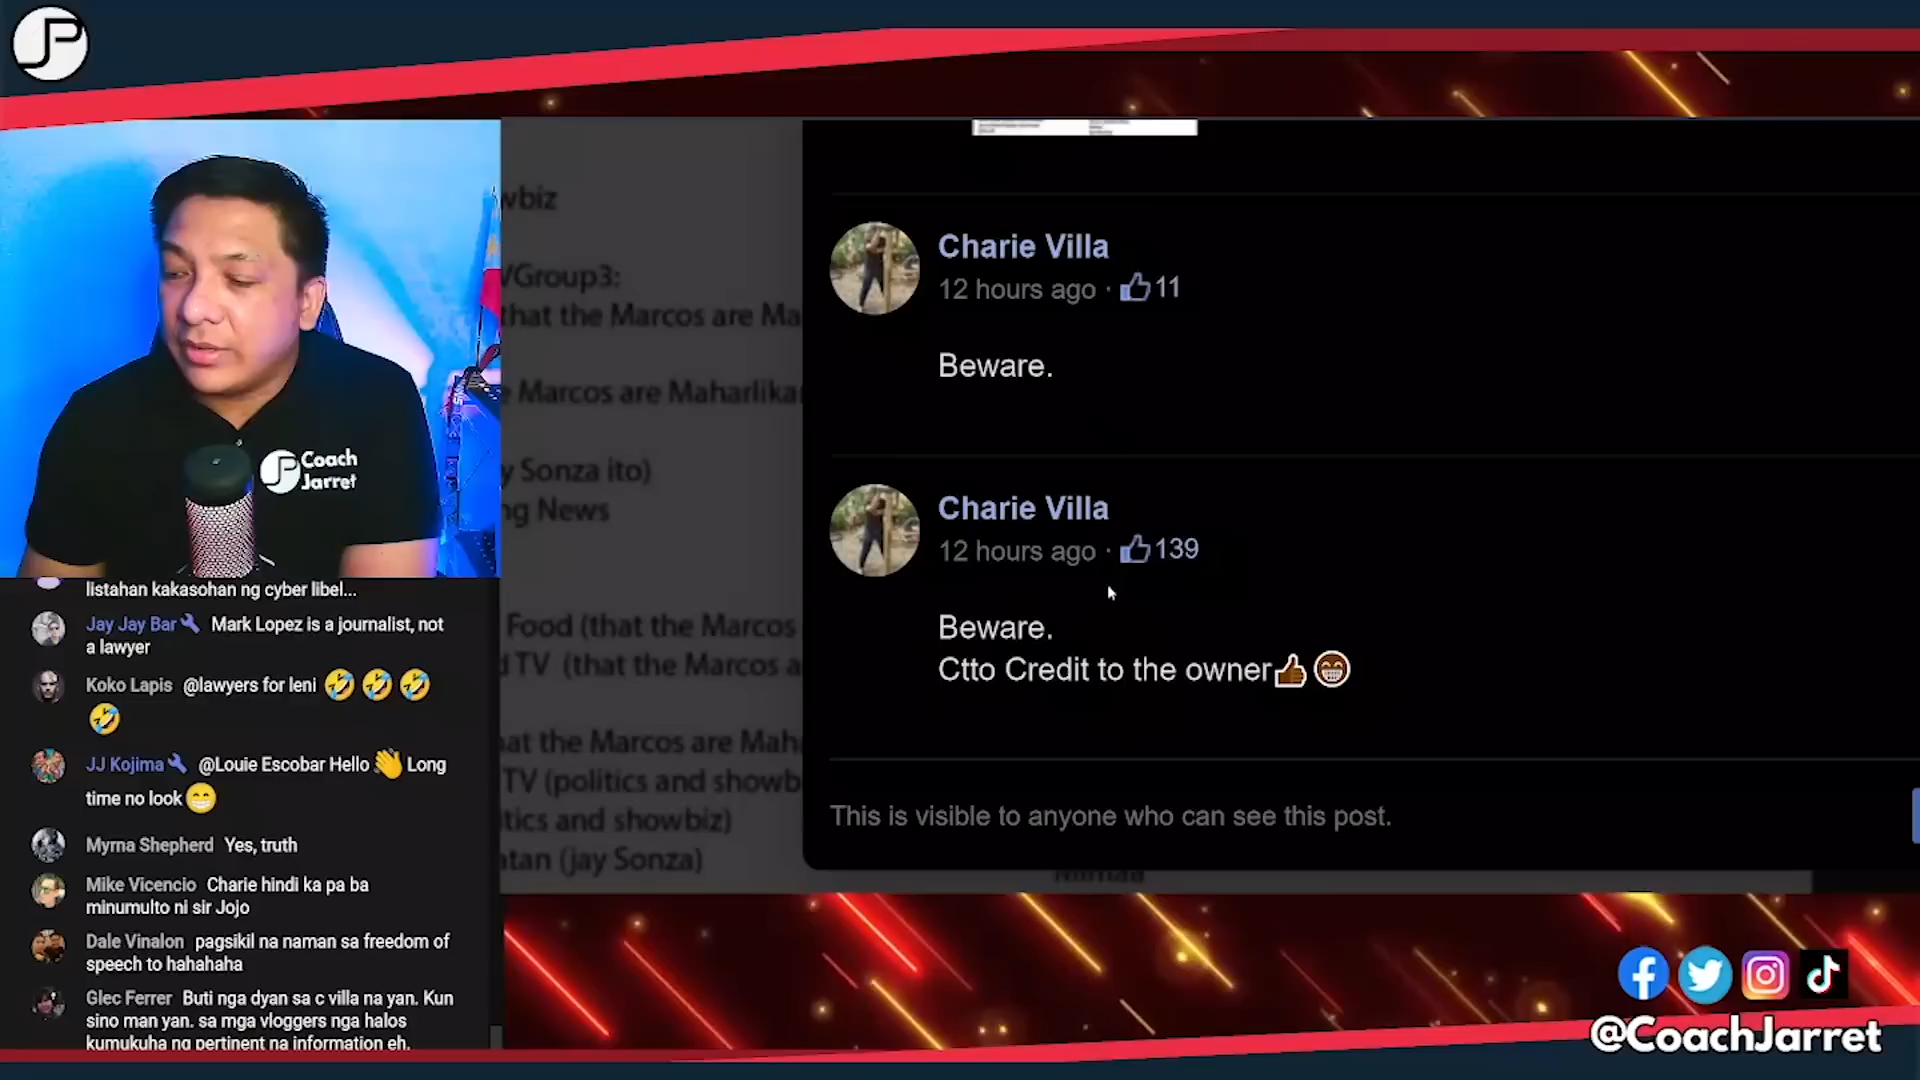 JP
wbiz
VGroup3:
that the Marcos are Ma
Marcos are Maharlika
y Sonza ito)
ng News
Food (that the Marcos
d TV (that the Marcos a
hat the Marcos are Mah
TV (politics and showb
itics and showbiz)
atan (jay Sonza)
Charie Villa
12 hours ago · 11
Beware.
Charie Villa
12 hours ago · 139
Beware.
Ctto Credit to the owner👍🏾😁
This is visible to anyone who can see this post.
JP Coach
Jarret
listahan kakasohan ng cyber libel...
Jay Jay Bar🔧 Mark Lopez is a journalist, not
a lawyer
Koko Lapis @lawyers for leni 🤣 🤣 🤣
🤣
JJ Kojima🔧 @Louie Escobar Hello 👋 Long
time no look 😁
Myrna Shepherd Yes, truth
Mike Vicencio Charie hindi ka pa ba
minumulto ni sir Jojo
Dale Vinalon pagsikil na naman sa freedom of
speech to hahahaha
Glec Ferrer Buti nga dyan sa c villa na yan. Kun
sino man yan. sa mga vloggers nga halos
kumukuha ng pertinent na information eh.
@CoachJarret